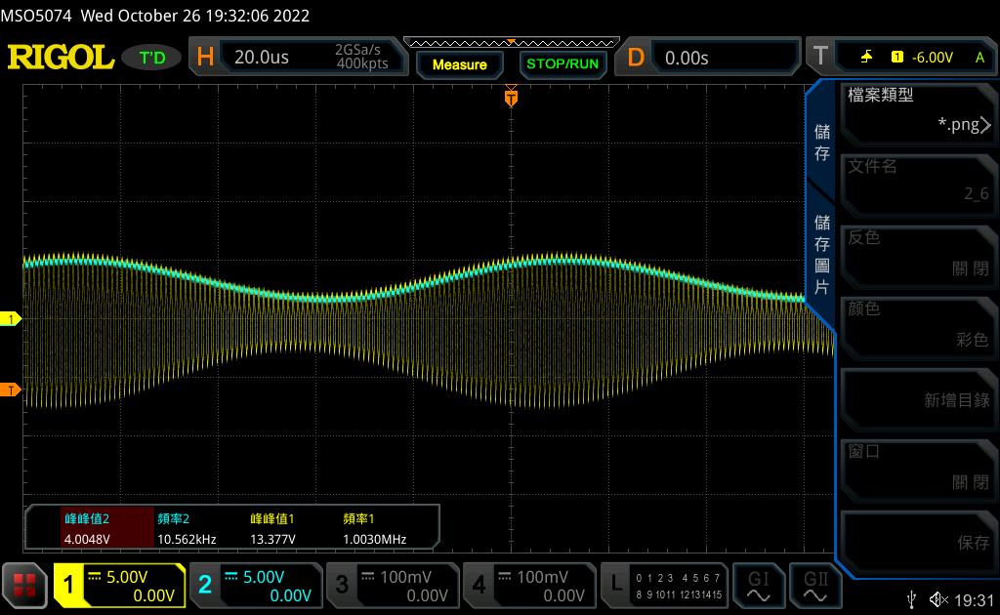 MSO5074 Wed October 26 19:32:06 2022
RIGOL
T'D
H
20.0us
2GSa/s
400kpts
Measure
STOP/RUN
D
0.00s
T
1
-6.00V
A
T
儲存
儲存圖片
檔案類型
*.png
文件名
2_6
反色
關閉
颜色
彩色
新增目錄
窗口
關閉
保存
1
T
峰峰值2 頻率2 峰峰值1 頻率1
4.0048V 10.562kHz 13.377V 1.0030MHz
1
5.00V
0.00V
2
5.00V
0.00V
3
100mV
0.00V
4
100mV
0.00V
L
0 1 2 3 4 5 6 7
8 9 10 11 12 13 14 15
GI
GII
19:31